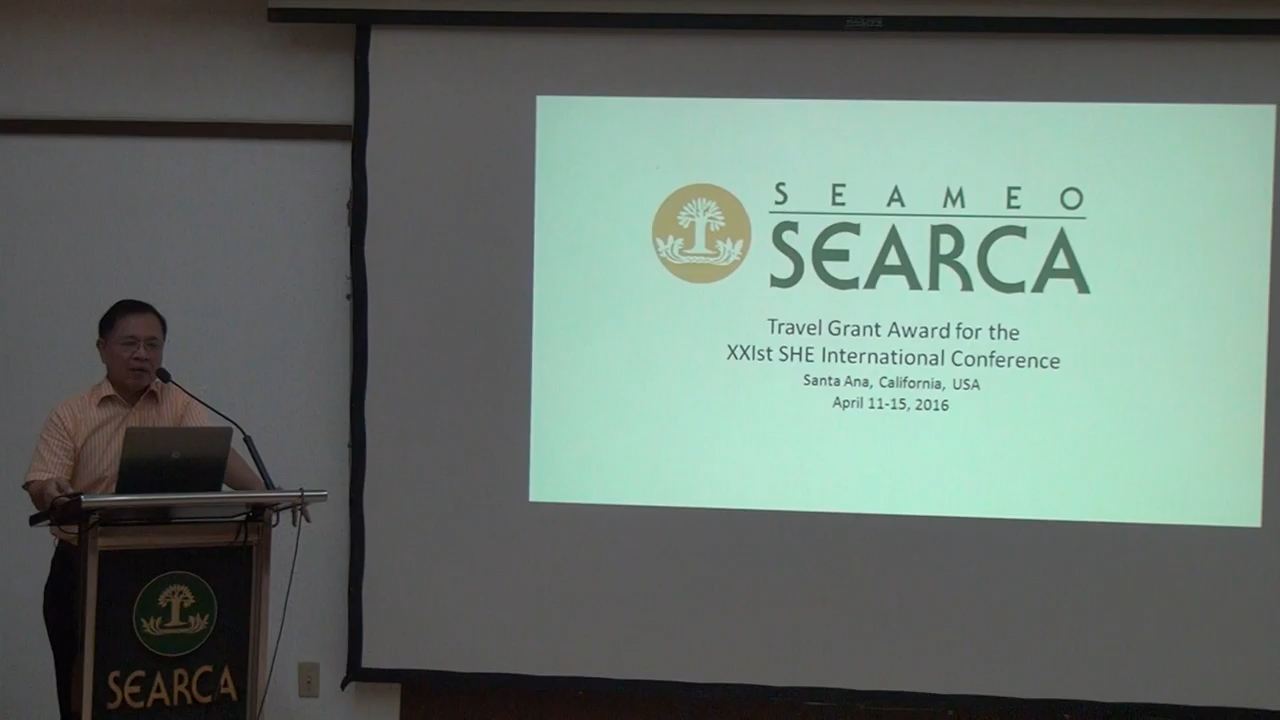 SEAMEO
SEARCA
Travel Grant Award for the
XXIst SHE International Conference
Santa Ana, California, USA
April 11-15, 2016
SEARCA